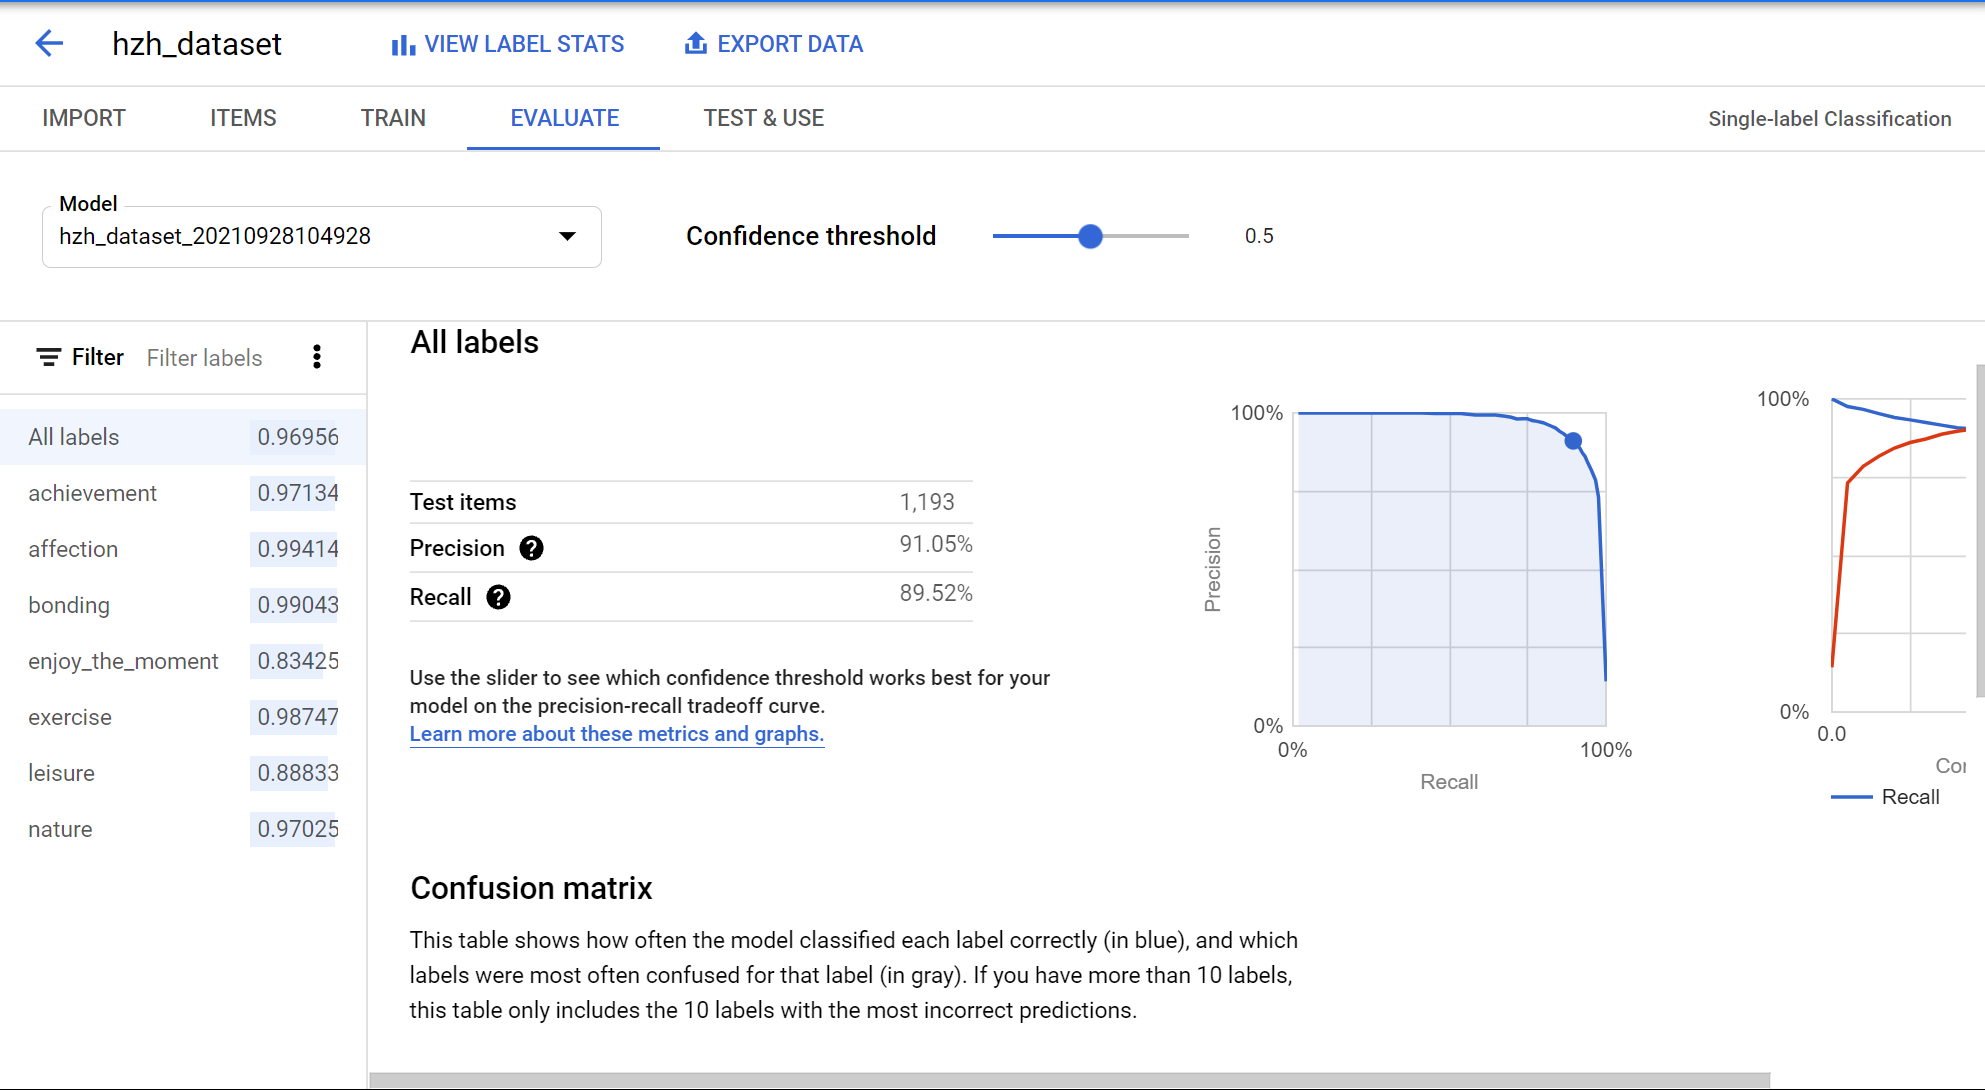 hzh_dataset
VIEW LABEL STATS
EXPORT DATA
IMPORT
ITEMS
TRAIN
EVALUATE
TEST & USE
Single-label Classification
Model
hzh_dataset_20210928104928
Confidence threshold
0.5
Filter
Filter labels
All labels 0.96956
achievement 0.97134
affection 0.99414
bonding 0.99043
enjoy_the_moment 0.83425
exercise 0.98747
leisure 0.88833
nature 0.97025
All labels
Test items 1,193
Precision ? 91.05%
Recall ? 89.52%
Use the slider to see which confidence threshold works best for your
model on the precision-recall tradeoff curve.
Learn more about these metrics and graphs.
100%
Precision
0%
0%
100%
Recall
100%
0%
0.0
Recall
Confusion matrix
This table shows how often the model classified each label correctly (in blue), and which
labels were most often confused for that label (in gray). If you have more than 10 labels,
this table only includes the 10 labels with the most incorrect predictions.